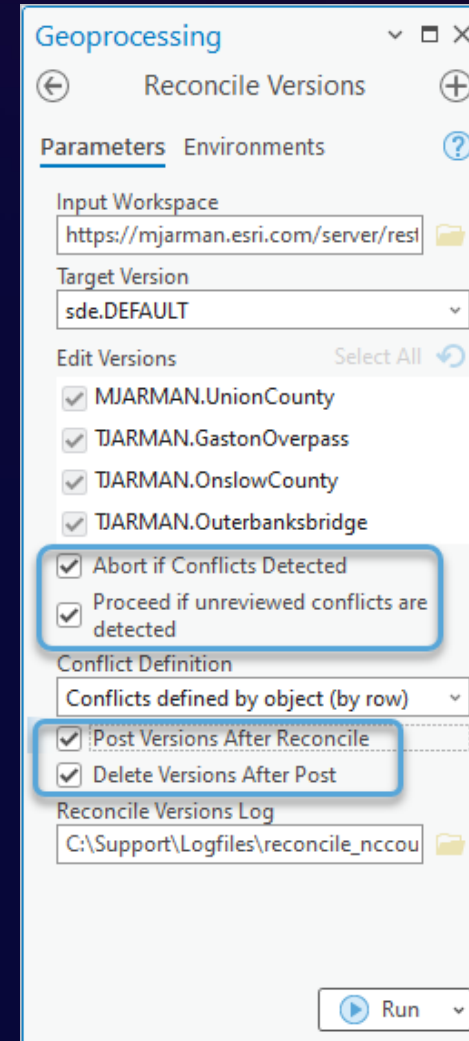 Geoprocessing
Reconcile Versions
Parameters Environments
Input Workspace
https://mjarman.esri.com/server/rest
Target Version
sde.DEFAULT
Edit Versions Select All
MJARMAN.UnionCounty
TJARMAN.GastonOverpass
TJARMAN.OnslowCounty
TJARMAN.Outerbanksbridge
Abort if Conflicts Detected
Proceed if unreviewed conflicts are
detected
Conflict Definition
Conflicts defined by object (by row)
Post Versions After Reconcile
Delete Versions After Post
Reconcile Versions Log
C:\Support\Logfiles\reconcile_nccou
Run